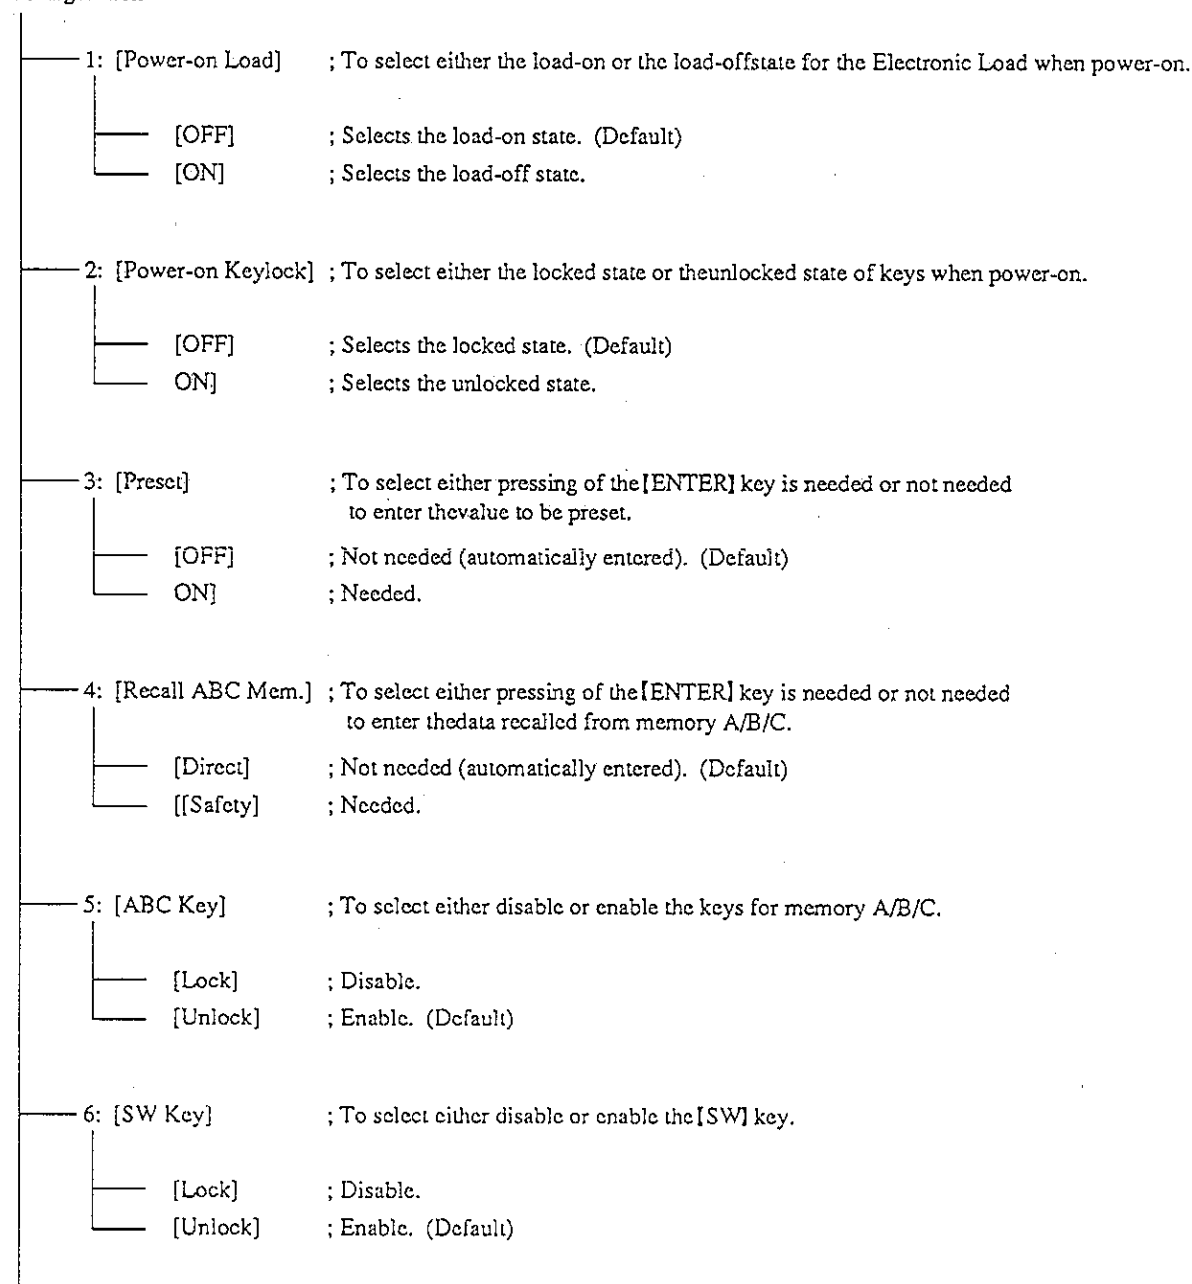 1: [Power-on Load] ; To select either the load-on or the load-offstate for the Electronic Load when power-on.
[OFF] ; Selects the load-on state. (Default)
[ON] ; Selects the load-off state.
2: [Power-on Keylock] ; To select either the locked state or theunlocked state of keys when power-on.
[OFF] ; Selects the locked state. (Default)
ON] ; Selects the unlocked state.
3: [Preset] ; To select either pressing of the【ENTER】key is needed or not needed
to enter thevalue to be preset.
[OFF] ; Not needed (automatically entered). (Default)
ON] ; Needed.
4: [Recall ABC Mem.] ; To select either pressing of the【ENTER】key is needed or not needed
to enter thedata recalled from memory A/B/C.
[Direct] ; Not needed (automatically entered). (Default)
[[Safety] ; Needed.
5: [ABC Key] ; To select either disable or enable the keys for memory A/B/C.
[Lock] ; Disable.
[Unlock] ; Enable. (Default)
6: [SW Key] ; To select either disable or enable the【SW】key.
[Lock] ; Disable.
[Unlock] ; Enable. (Default)